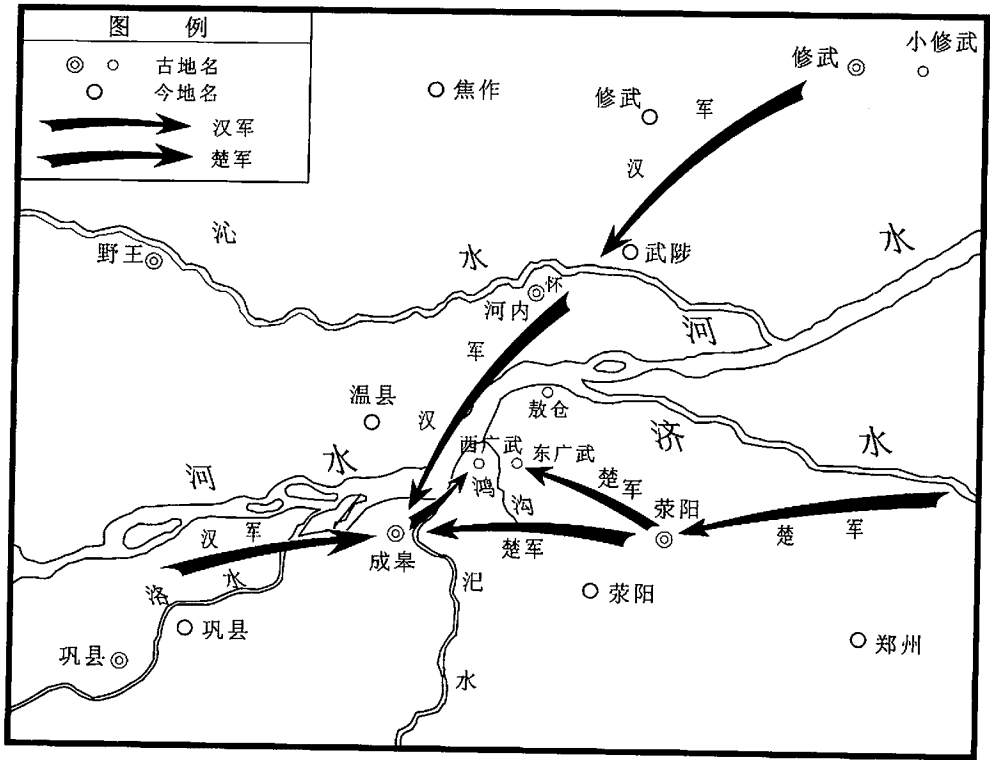 图 例
古地名
今地名
汉军
楚军
小修武
修武
焦作
修武
军
汉
武陟
沁
水
水
野王
怀
河内
河
军
温县
汉
敖仓
济
水
西广武
东广武
河
水
鸿
沟
楚军
荥阳
汉 军
成皋
楚军
楚 军
洛
水
汜
荥阳
巩县
巩县
郑州
水